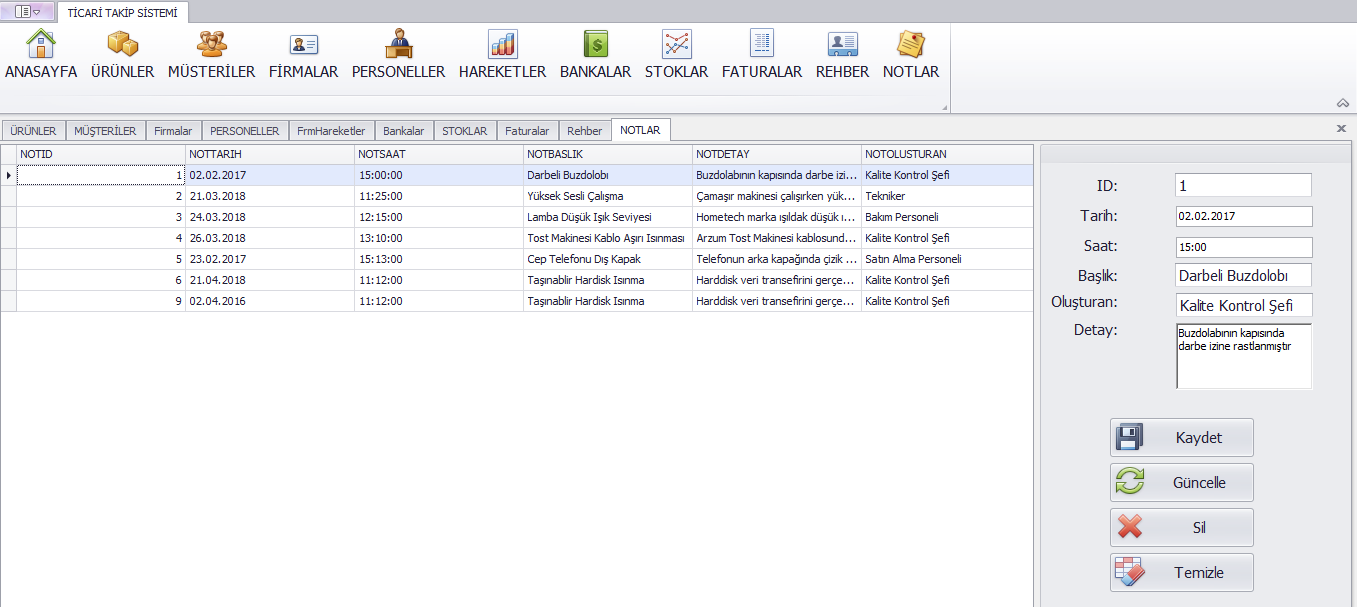 TİCARİ TAKİP SİSTEMİ
ANASAYFA ÜRÜNLER MÜSTERİLER FİRMALAR PERSONELLER HAREKETLER BANKALAR STOKLAR FATURALAR REHBER NOTLAR
ÜRÜNLER MÜŞTERİLER Firmalar PERSONELLER FrmHareketler Bankalar STOKLAR Faturalar Rehber NOTLAR
NOTID NOTTARIH NOTSAAT NOTBASLIK NOTDETAY NOTOLUSTURAN
1 02.02.2017 15:00:00 Darbeli Buzdolobı Buzdolabının kapısında darbe izi... Kalite Kontrol Şefi
2 21.03.2018 11:25:00 Yüksek Sesli Çalışma Çamaşır makinesi çalışırken yük... Tekniker
3 24.03.2018 12:15:00 Lamba Düşük Işık Seviyesi Hometech marka ışıldak düşük ı... Bakım Personeli
4 26.03.2018 13:10:00 Tost Makinesi Kablo Aşırı Isınması Arzum Tost Makinesi kablosund... Kalite Kontrol Şefi
5 23.02.2017 15:13:00 Cep Telefonu Dış Kapak Telefonun arka kapağında çizik ... Satın Alma Personeli
6 21.04.2018 11:12:00 Taşınablir Hardisk Isınma Harddisk veri transefirini gerçe... Kalite Kontrol Şefi
9 02.04.2016 11:12:00 Taşınablir Hardisk Isınma Harddisk veri transefirini gerçe... Kalite Kontrol Şefi
ID: 1
Tarih: 02.02.2017
Saat: 15:00
Başlık: Darbeli Buzdolobı
Oluşturan: Kalite Kontrol Şefi
Detay: Buzdolabının kapısında
darbe izine rastlanmıştır
Kaydet
Güncelle
Sil
Temizle